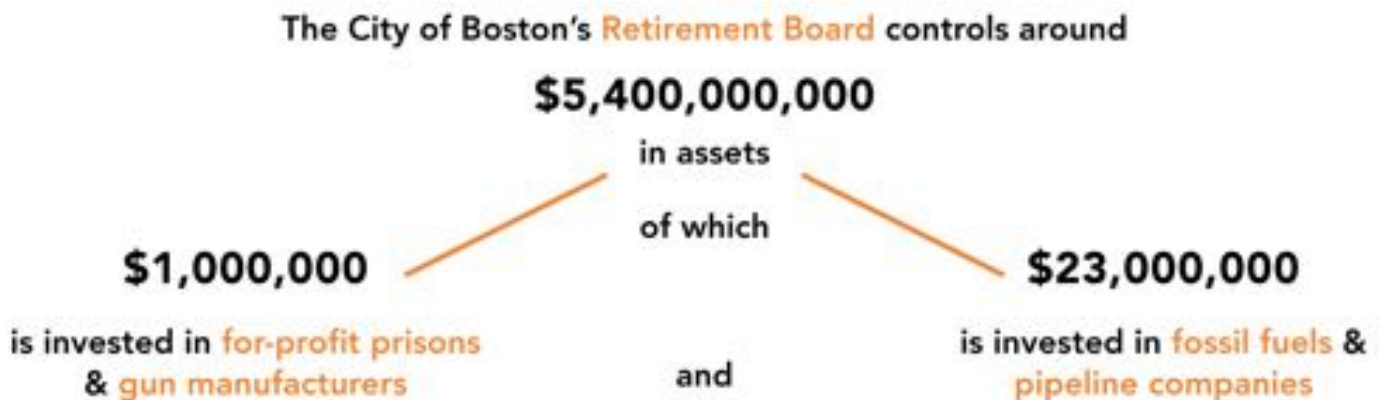 The City of Boston's Retirement Board controls around
$5,400,000,000
in assets
of which
$1,000,000
$23,000,000
is invested in for-profit prisons
& gun manufacturers
and
is invested in fossil fuels &
pipeline companies